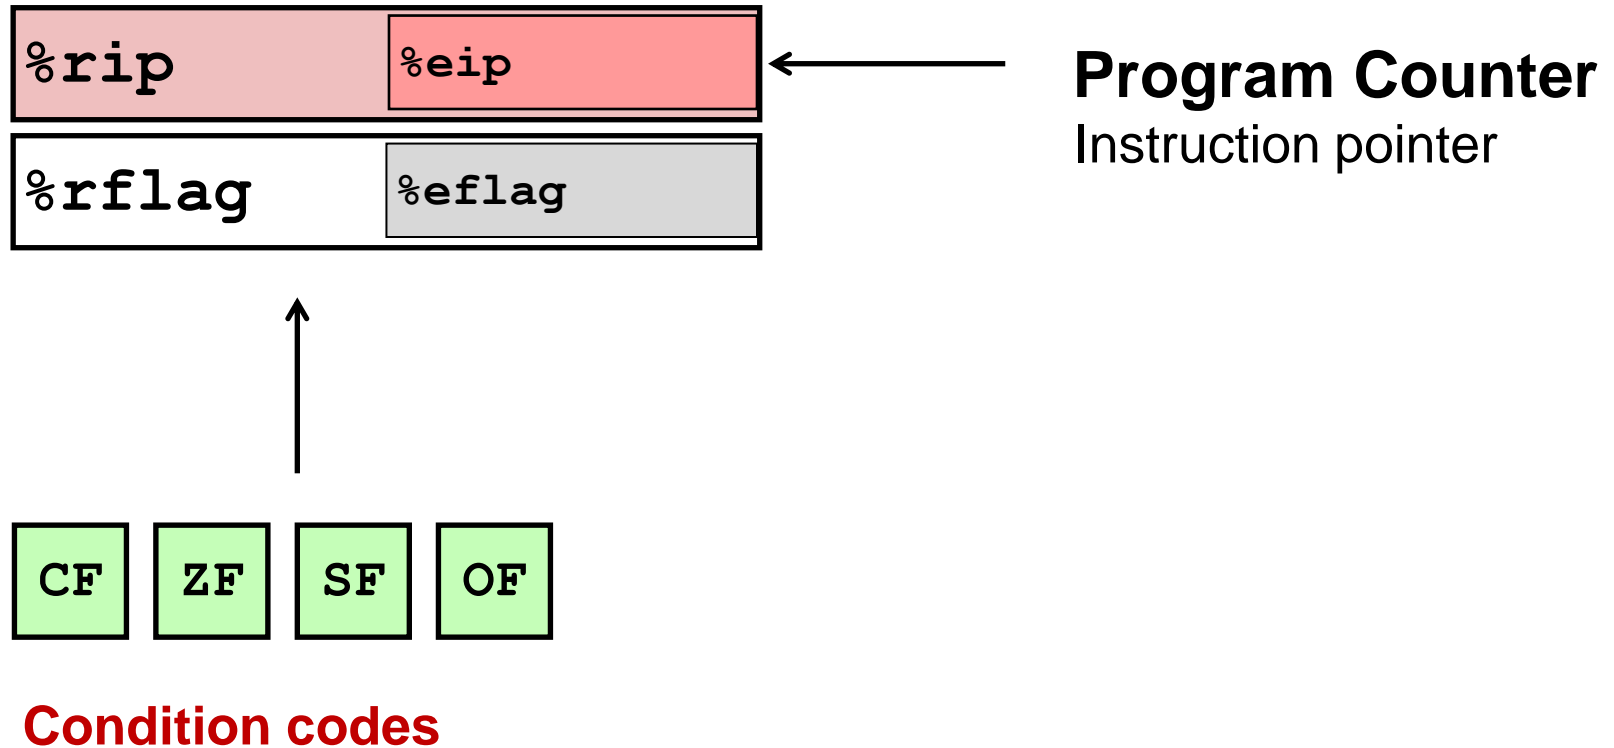 %rip %eip
Program Counter
Instruction pointer
%rflag %eflag
CF ZF SF OF
Condition codes